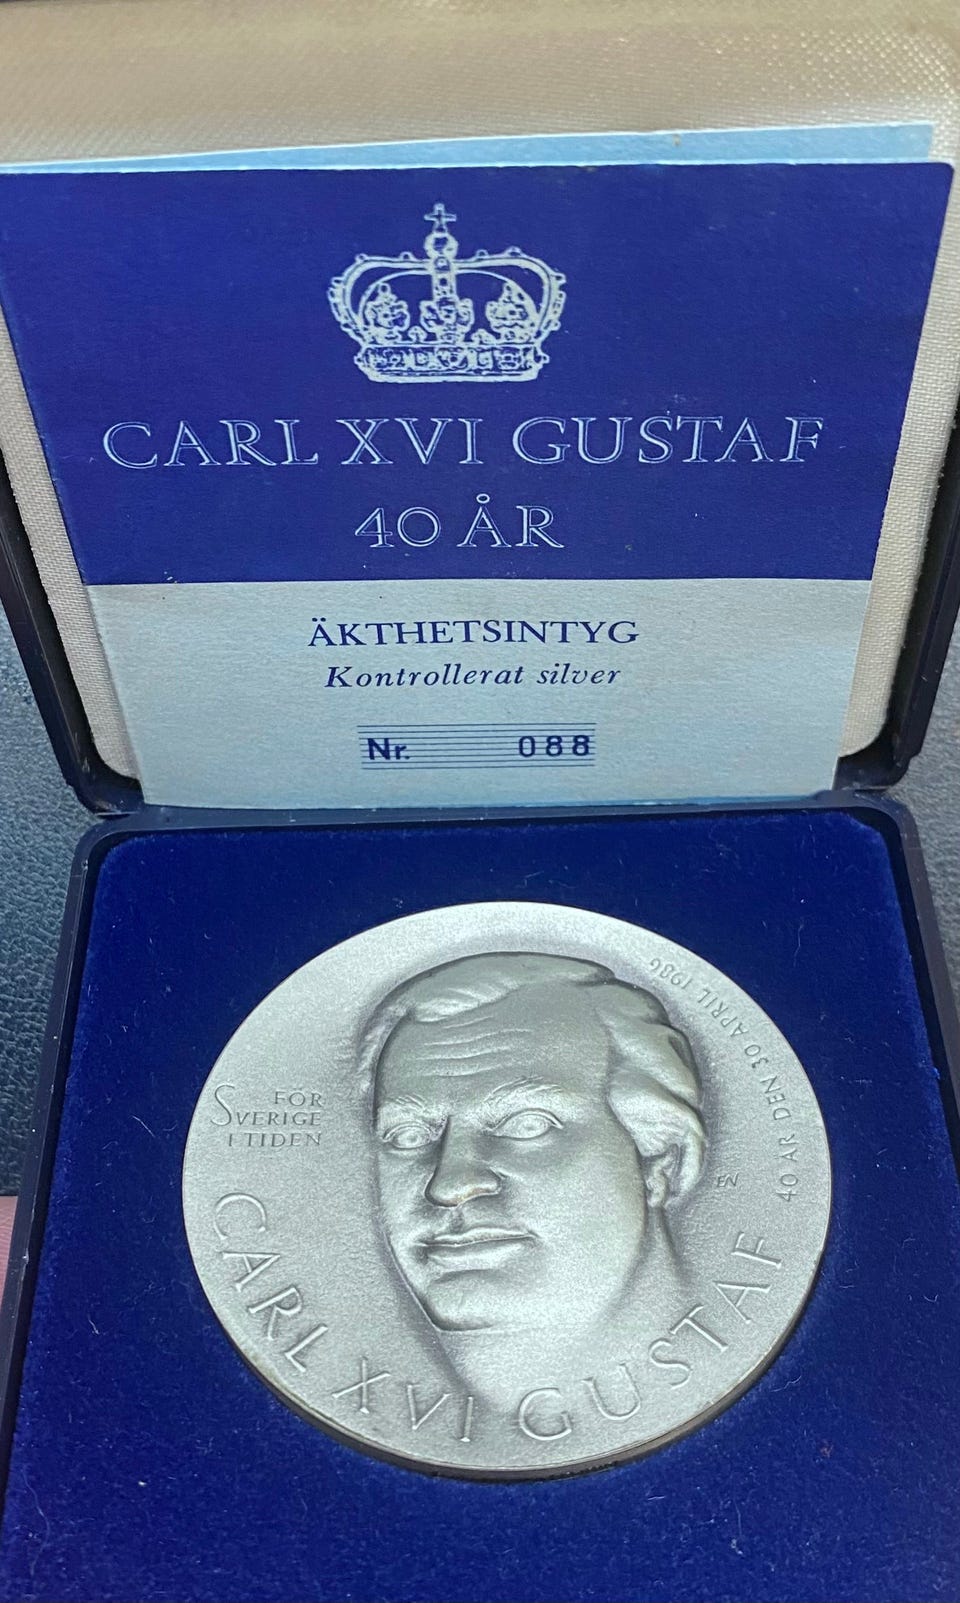 CARL XVI GUSTAF
40 ÅR
ÄKTHETSINTYG
Kontrollerat silver
Nr. 088
40 ÅR DEN 30 APRIL 1986
FÖR
SVERIGE
I TIDEN
EN
CARL XVI GUSTAF